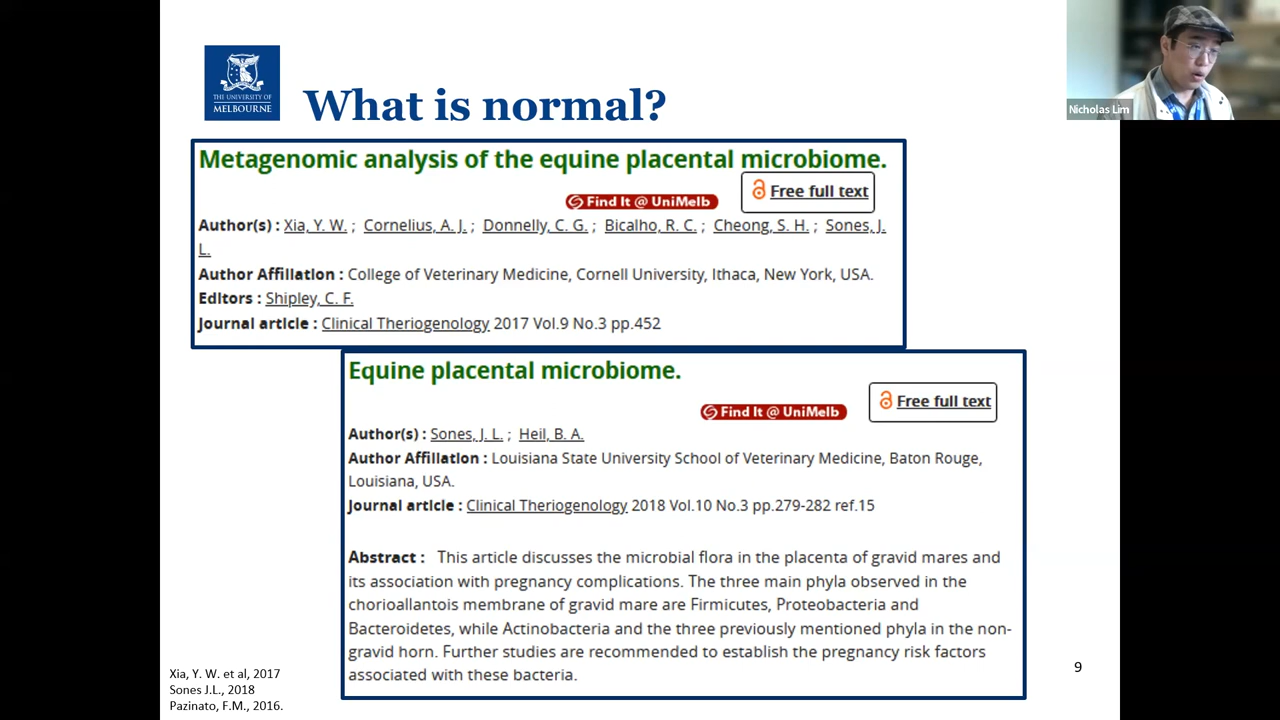 THE UNIVERSITY OF
MELBOURNE
What is normal?
Nicholas Lim
Metagenomic analysis of the equine placental microbiome.
Find It @ UniMelb
Free full text
Author(s) : Xia, Y. W. ; Cornelius, A. J. ; Donnelly, C. G. ; Bicalho, R. C. ; Cheong, S. H. ; Sones, J.
L.
Author Affiliation : College of Veterinary Medicine, Cornell University, Ithaca, New York, USA.
Editors : Shipley, C. F.
Journal article : Clinical Theriogenology 2017 Vol.9 No.3 pp.452
Equine placental microbiome.
Find It @ UniMelb
Free full text
Author(s) : Sones, J. L. ; Heil, B. A.
Author Affiliation : Louisiana State University School of Veterinary Medicine, Baton Rouge,
Louisiana, USA.
Journal article : Clinical Theriogenology 2018 Vol.10 No.3 pp.279-282 ref.15
Abstract : This article discusses the microbial flora in the placenta of gravid mares and
its association with pregnancy complications. The three main phyla observed in the
chorioallantois membrane of gravid mare are Firmicutes, Proteobacteria and
Bacteroidetes, while Actinobacteria and the three previously mentioned phyla in the non-
gravid horn. Further studies are recommended to establish the pregnancy risk factors
associated with these bacteria.
Xia, Y. W. et al, 2017
Sones J.L., 2018
Pazinato, F.M., 2016.
9